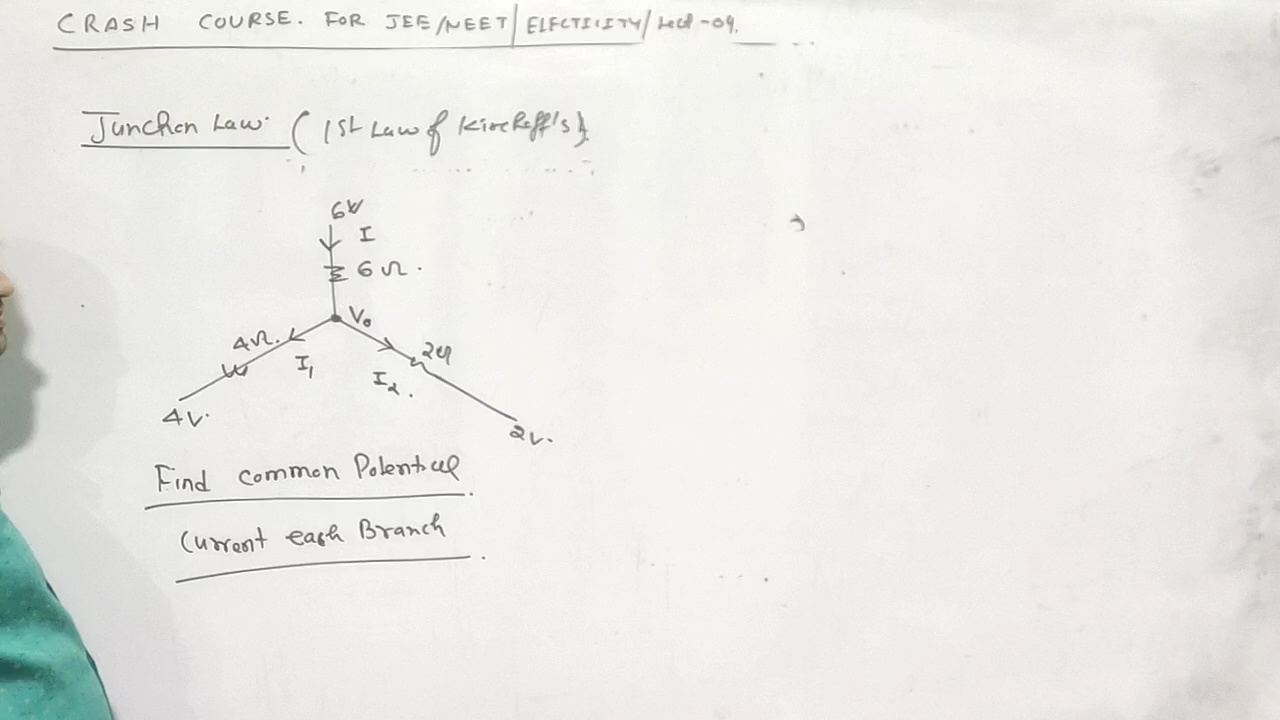 CRASH COURSE. FOR JEE/NEET/ELECTICITY/Lect-04.
Junction Law. (1st Law of Kirchoff's).
6V
I
6Ω.
V₀
4Ω.
2Ω
I₁
I₂.
4V.
2V.
Find common Potential.
Current each Branch.